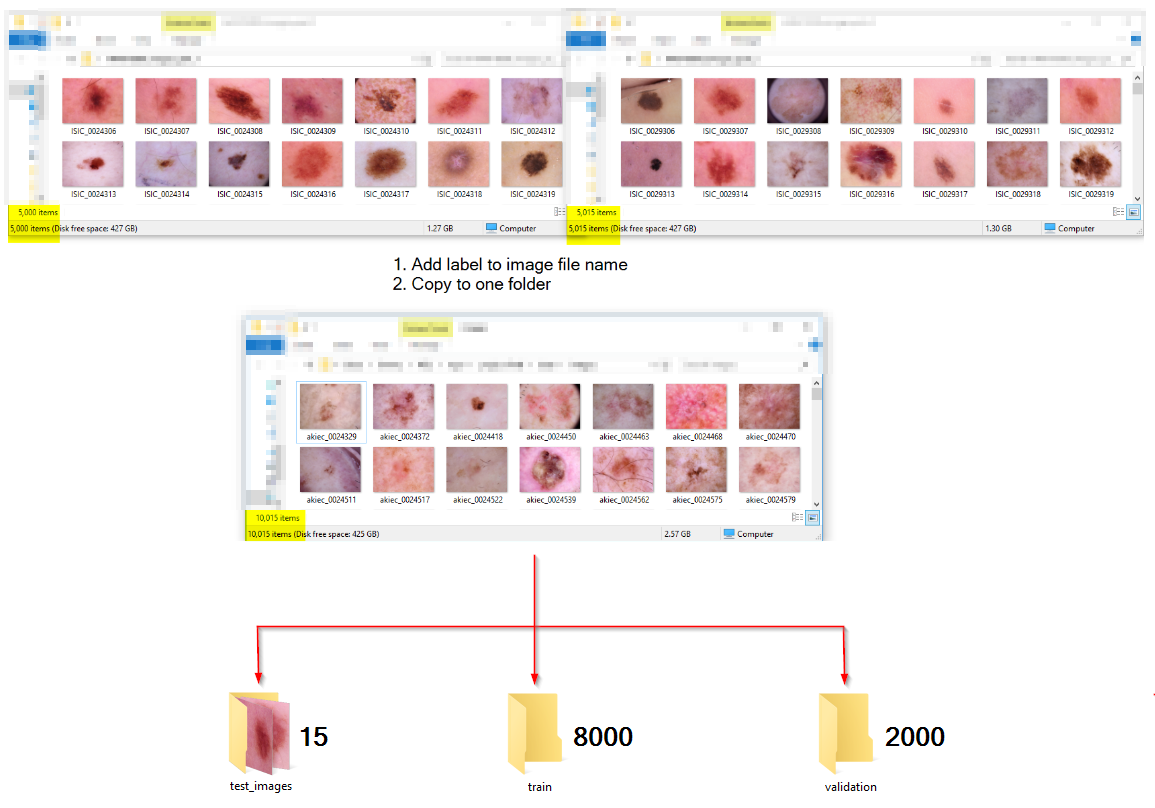 ISIC_0024306 ISIC_0024307 ISIC_0024308 ISIC_0024309 ISIC_0024310 ISIC_0024311 ISIC_0024312
ISIC_0024313 ISIC_0024314 ISIC_0024315 ISIC_0024316 ISIC_0024317 ISIC_0024318 ISIC_0024319
5,000 items
5,000 items (Disk free space: 427 GB) 1.27 GB Computer
ISIC_0029306 ISIC_0029307 ISIC_0029308 ISIC_0029309 ISIC_0029310 ISIC_0029311 ISIC_0029312
ISIC_0029313 ISIC_0029314 ISIC_0029315 ISIC_0029316 ISIC_0029317 ISIC_0029318 ISIC_0029319
5,015 items
5,015 items (Disk free space: 427 GB) 1.30 GB Computer
1. Add label to image file name
2. Copy to one folder
akiec_0024329 akiec_0024372 akiec_0024418 akiec_0024450 akiec_0024463 akiec_0024468 akiec_0024470
akiec_0024511 akiec_0024517 akiec_0024522 akiec_0024539 akiec_0024562 akiec_0024575 akiec_0024579
10,015 items
10,015 items (Disk free space: 425 GB) 2.57 GB Computer
15 8000 2000
test_images train validation